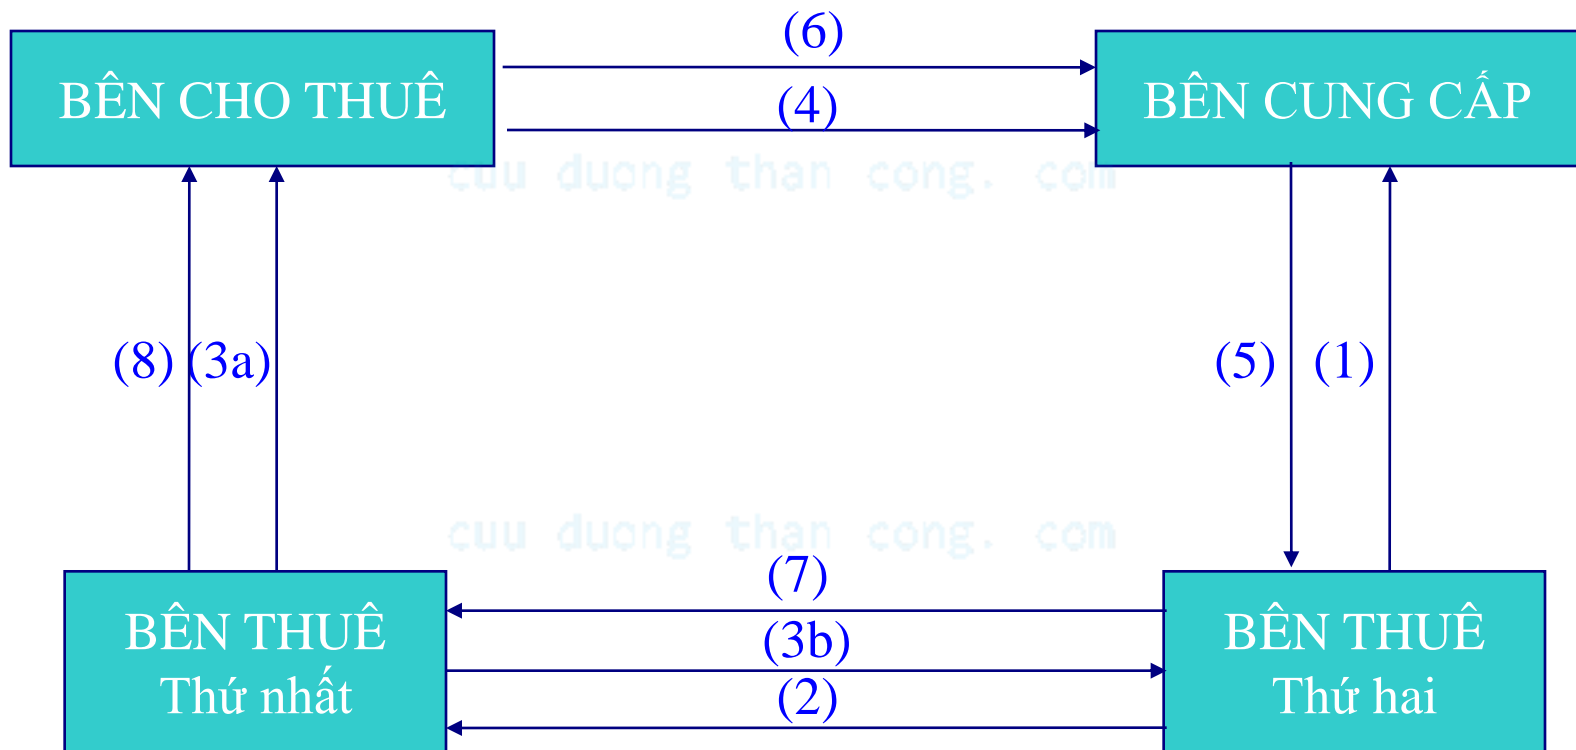 (6)
BÊN CHO THUÊ
BÊN CUNG CẤP
(4)
cuu duong than cong. com
(8)
(3a)
(5)
(1)
cuu duong than cong. com
(7)
BÊN THUÊ
Thứ nhất
(3b)
BÊN THUÊ
Thứ hai
(2)